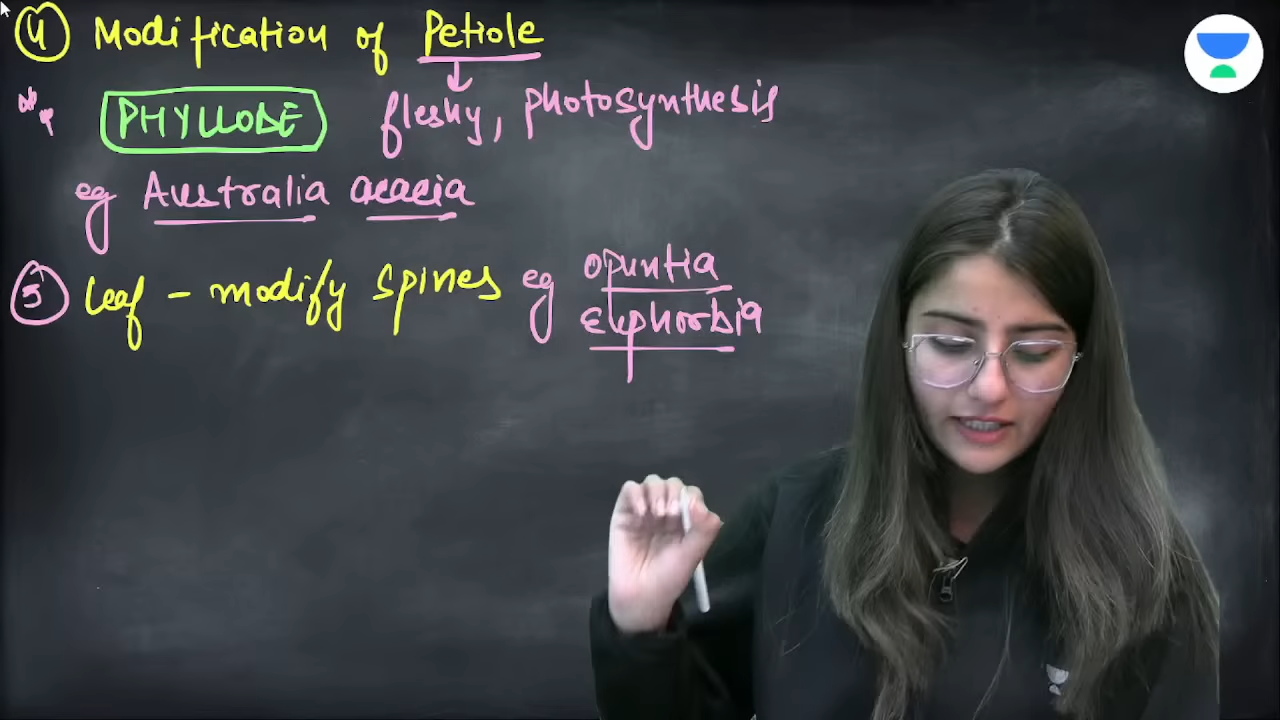 4 Modification of Petiole
PHYLLODE fleshy, photosynthesis
eg Australia acacia
5 leaf - modify spines eg opuntia
euphorbia